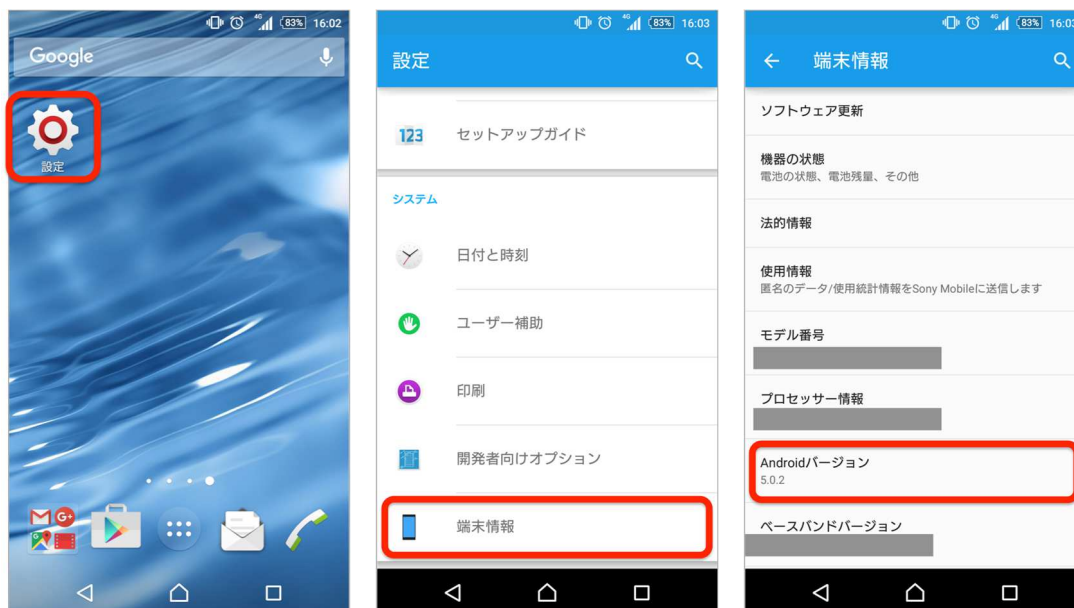 4G 83% 16:02
Google
設定
4G 83% 16:03
設定
123 セットアップガイド
システム
日付と時刻
ユーザー補助
印刷
開発者向けオプション
端末情報
4G 83% 16:03
端末情報
ソフトウェア更新
機器の状態
電池の状態、電池残量、その他
法的情報
使用情報
匿名のデータ/使用統計情報をSony Mobileに送信します
モデル番号
プロセッサー情報
Androidバージョン
5.0.2
ベースバンドバージョン